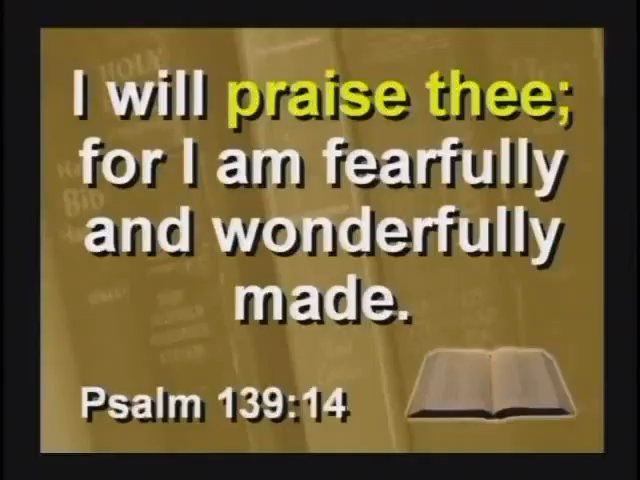 I will praise thee;
for I am fearfully
and wonderfully
made.
Psalm 139:14